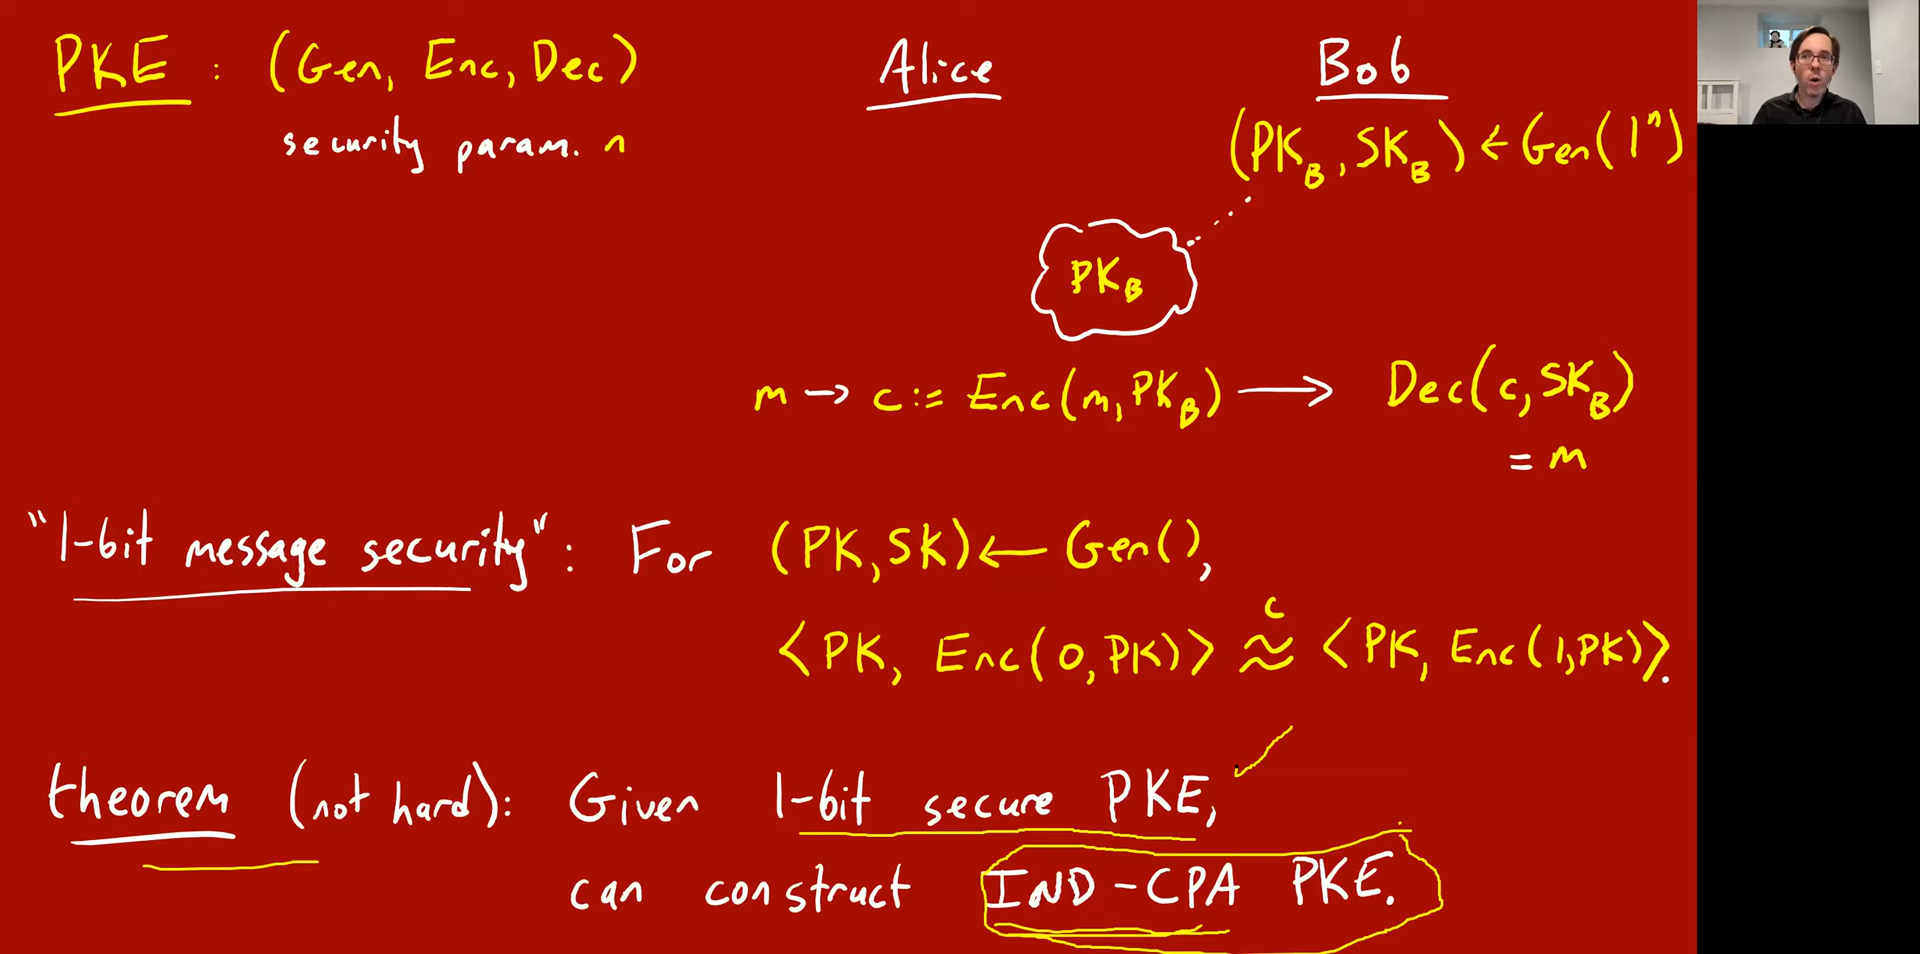 PKE : (Gen, Enc, Dec) Alice Bob
security param. n (PK_B, SK_B) ← Gen(1^n)
PK_B
m → c := Enc(m, PK_B) ⟶ Dec(c, SK_B)
= m
"1-bit message security" : For (PK, SK) ← Gen(),
<PK, Enc(0, PK)> ≈^c <PK, Enc(1, PK)>.
theorem (not hard): Given 1-bit secure PKE, ✓
can construct IND-CPA PKE.